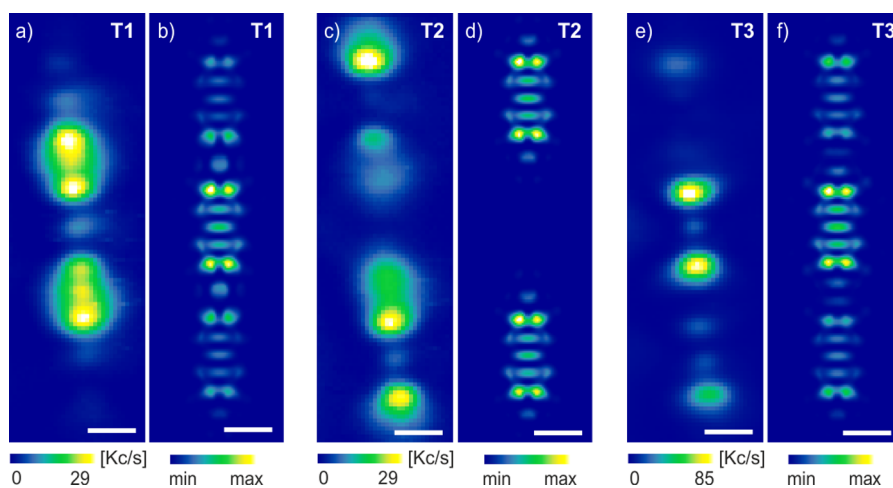 a) T1 b) T1 c) T2 d) T2 e) T3 f) T3
[Kc/s] [Kc/s] [Kc/s]
0 29 min max 0 29 min max 0 85 min max